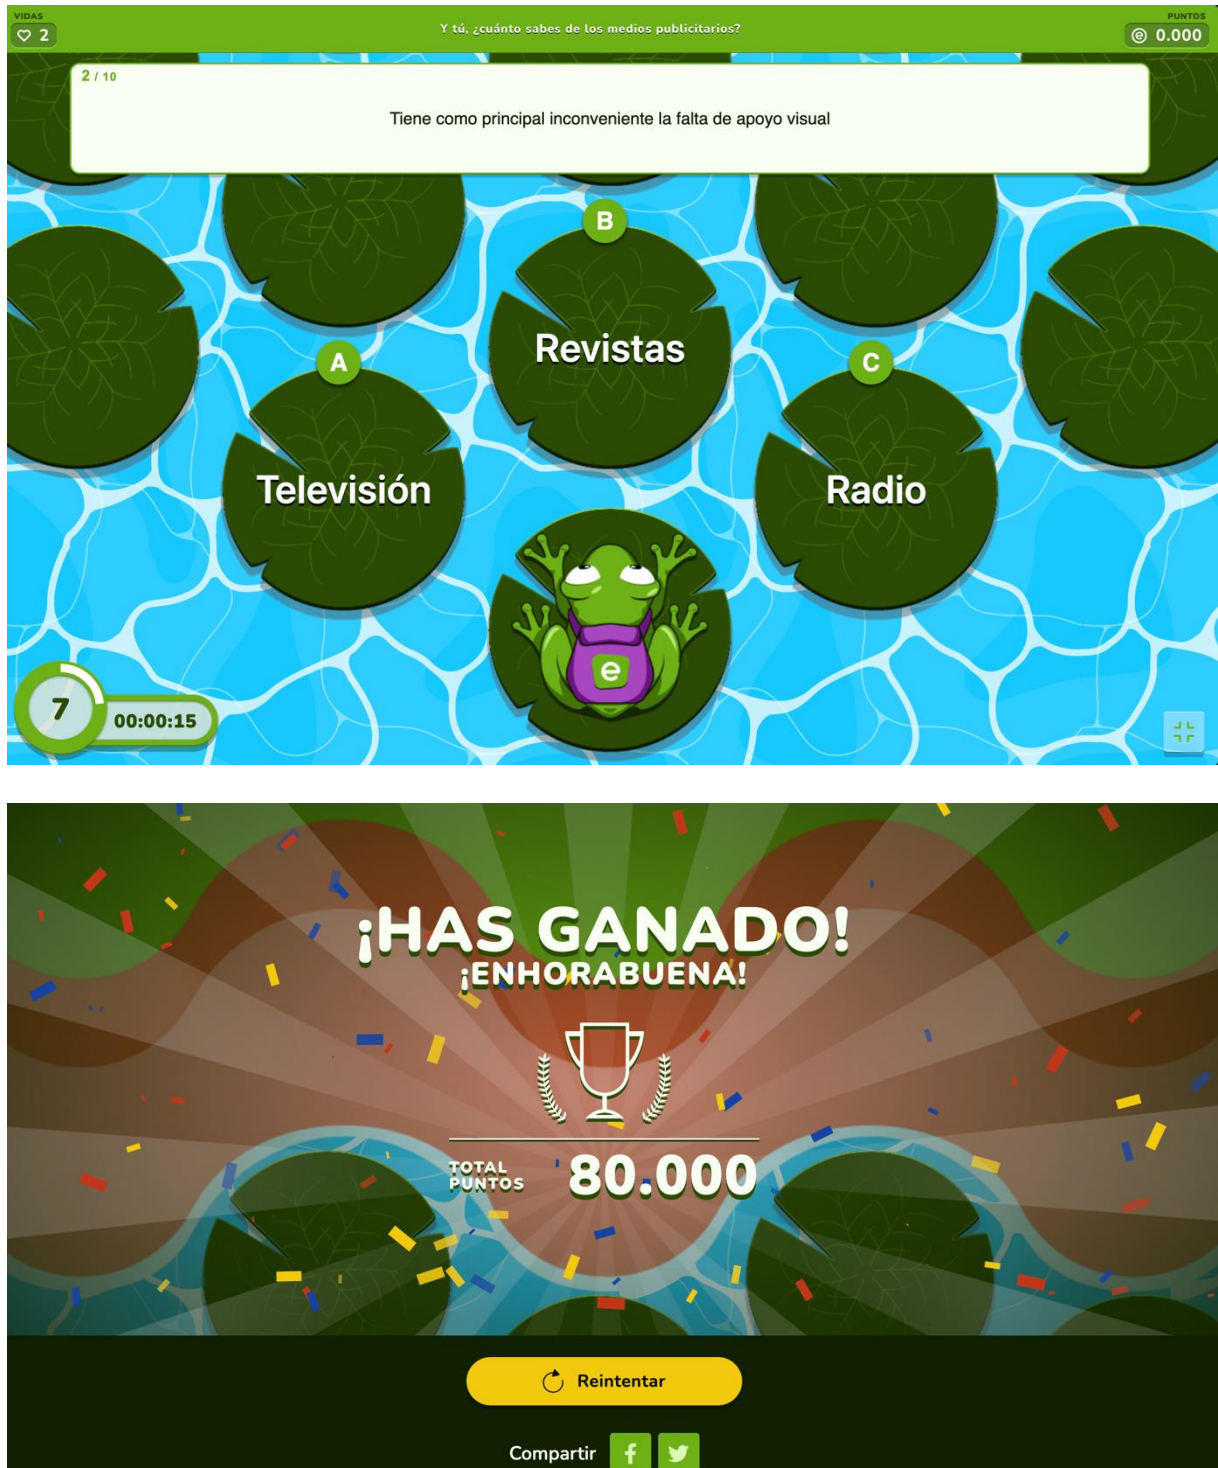 VIDAS
2
Y tú, ¿cuánto sabes de los medios publicitarios?
PUNTOS
e 0.000
2 / 10
Tiene como principal inconveniente la falta de apoyo visual
B
Revistas
A
Televisión
C
Radio
e
7
00:00:15
¡HAS GANADO!
¡ENHORABUENA!
TOTAL
PUNTOS
80.000
Reintentar
Compartir